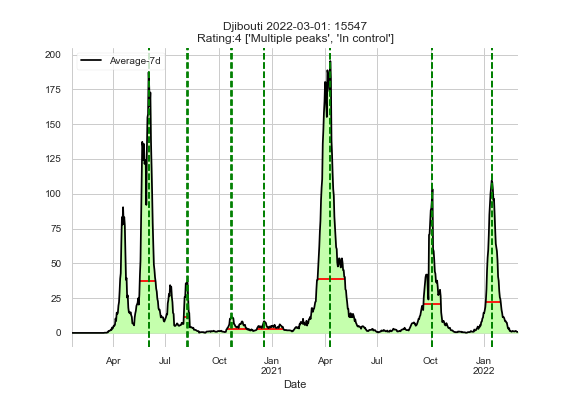 Djibouti 2022-03-01: 15547
Rating:4 ['Multiple peaks', 'In control']
Average-7d
200
175
150
125
100
75
50
25
0
Apr Jul Oct Jan Apr Jul Oct Jan
2021 2022
Date